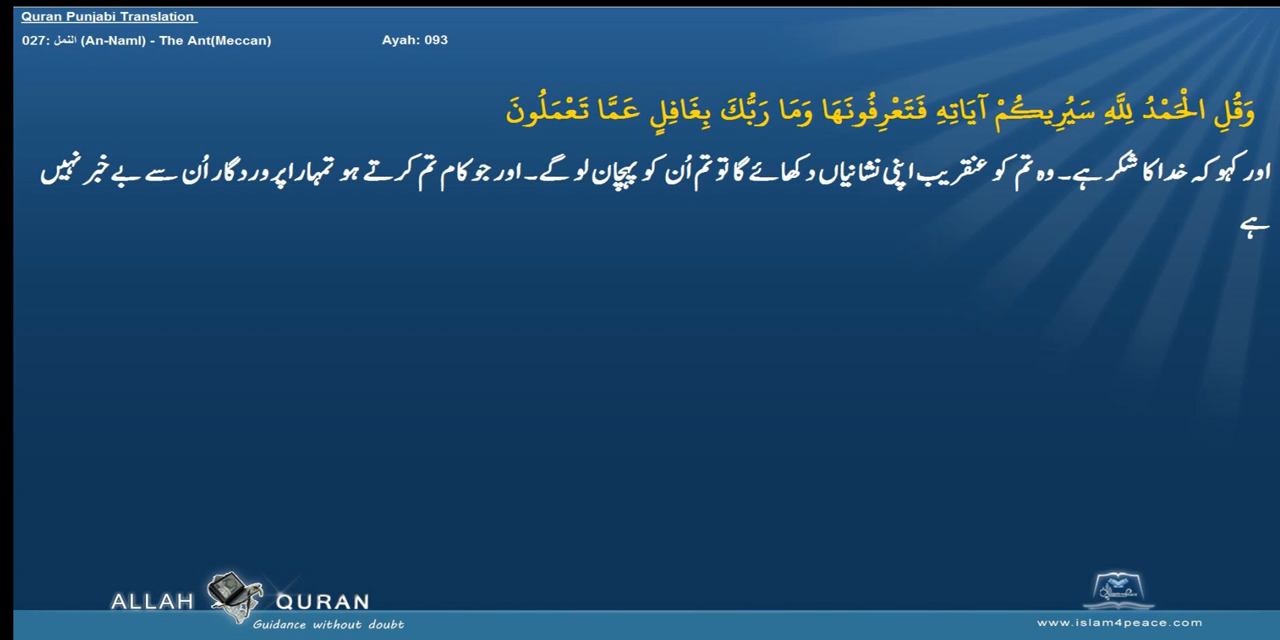 Quran Punjabi Translation
027: النمل (An-Naml) - The Ant(Meccan) Ayah: 093
وَقُلِ الْحَمْدُ لِلَّهِ سَيُرِيكُمْ آيَاتِهِ فَتَعْرِفُونَهَا وَمَا رَبُّكَ بِغَافِلٍ عَمَّا تَعْمَلُونَ
اور کہو کہ خدا کا شکر ہے۔ وہ تم کو عنقریب اپنی نشانیاں دکھائے گا تو تم اُن کو پہچان لو گے۔ اور جو کام تم کرتے ہو تمہارا پروردگار اُن سے بے خبر نہیں
ہے
ALLAH QURAN
Guidance without doubt
www.islam4peace.com